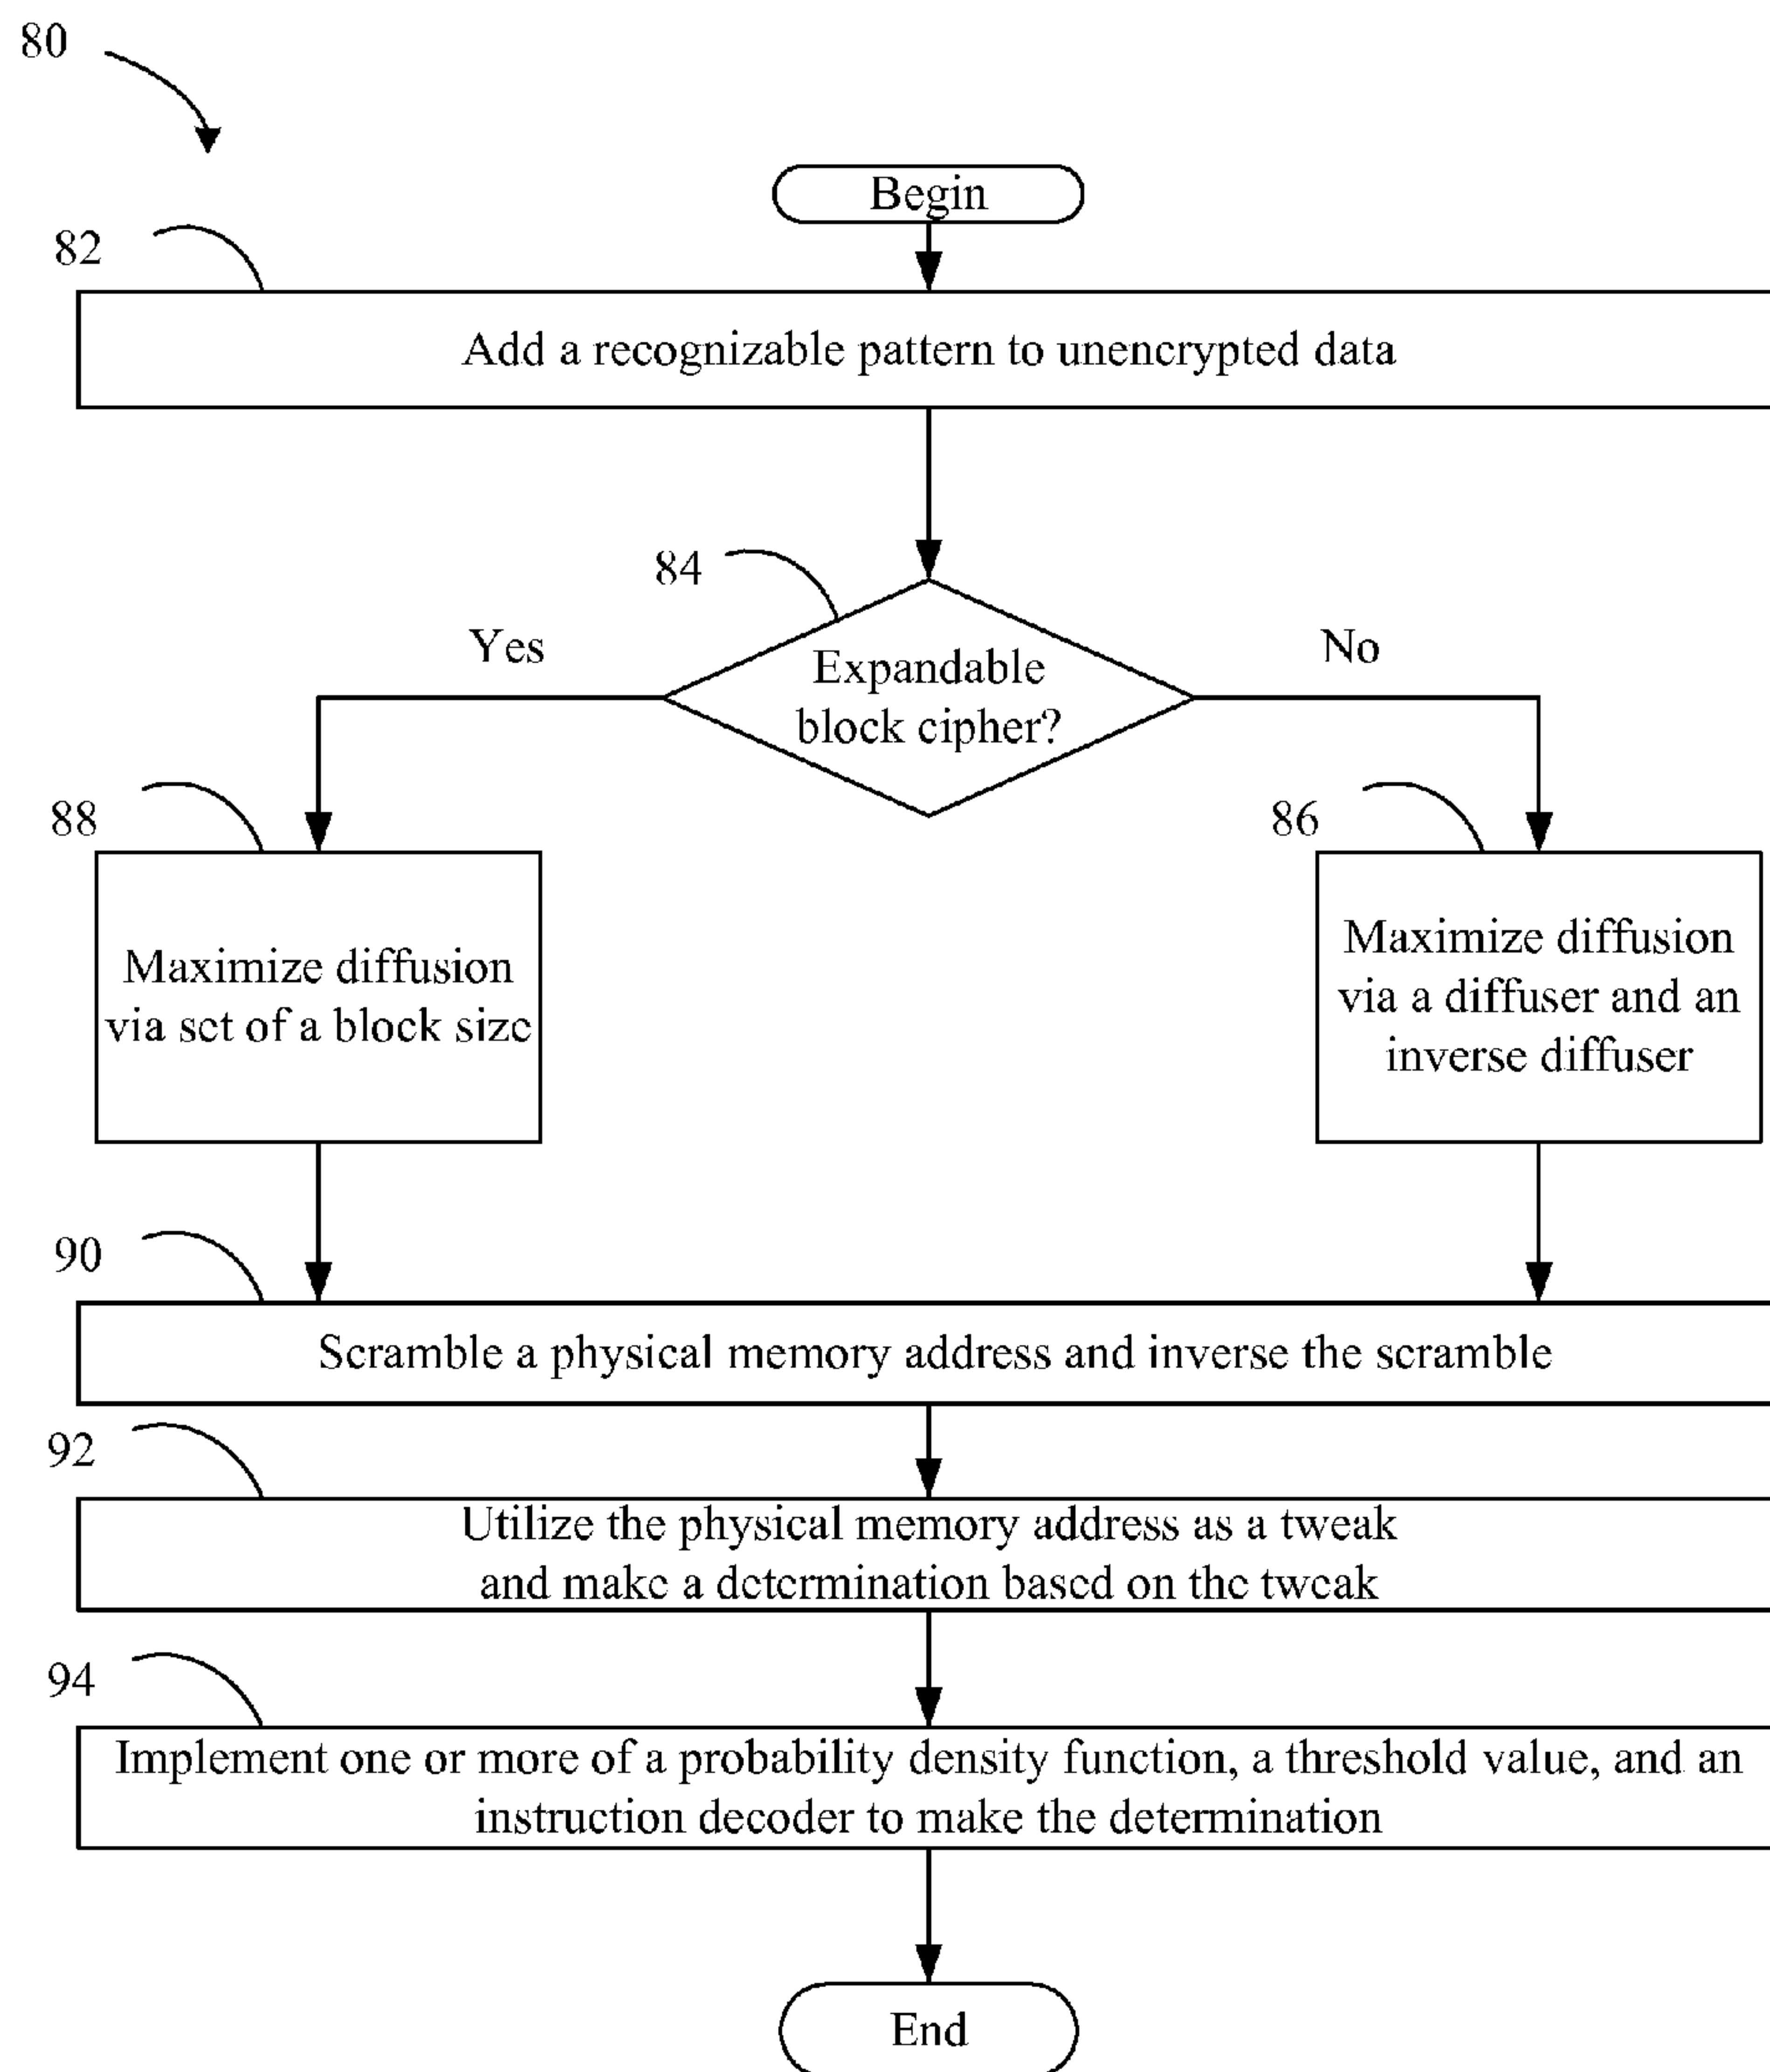 80
Begin
82
Add a recognizable pattern to unencrypted data
84
Yes
No
Expandable
block cipher?
88
86
Maximize diffusion
via set of a block size
Maximize diffusion
via a diffuser and an
inverse diffuser
90
Scramble a physical memory address and inverse the scramble
92
Utilize the physical memory address as a tweak
and make a determination based on the tweak
94
Implement one or more of a probability density function, a threshold value, and an
instruction decoder to make the determination
End